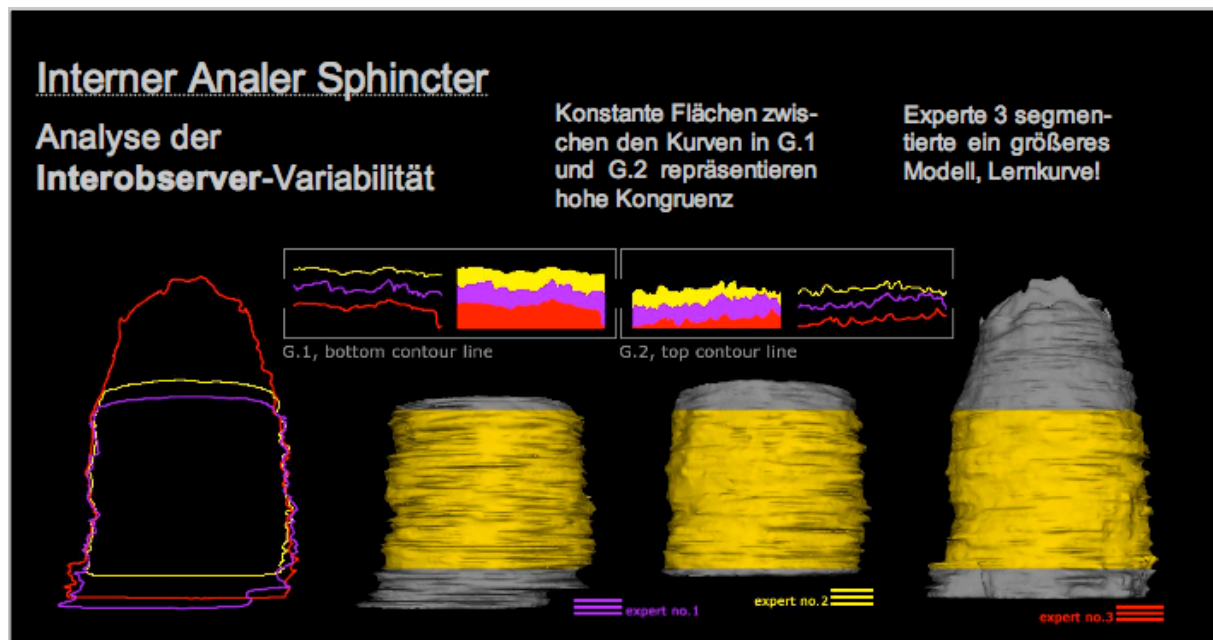 Interner Analer Sphincter
Analyse der
Interobserver-Variabilität
Konstante Flächen zwis-
chen den Kurven in G.1
und G.2 repräsentieren
hohe Kongruenz
Experte 3 segmen-
tierte ein größeres
Modell, Lernkurve!
G.1, bottom contour line
G.2, top contour line
expert no.1
expert no.2
expert no.3